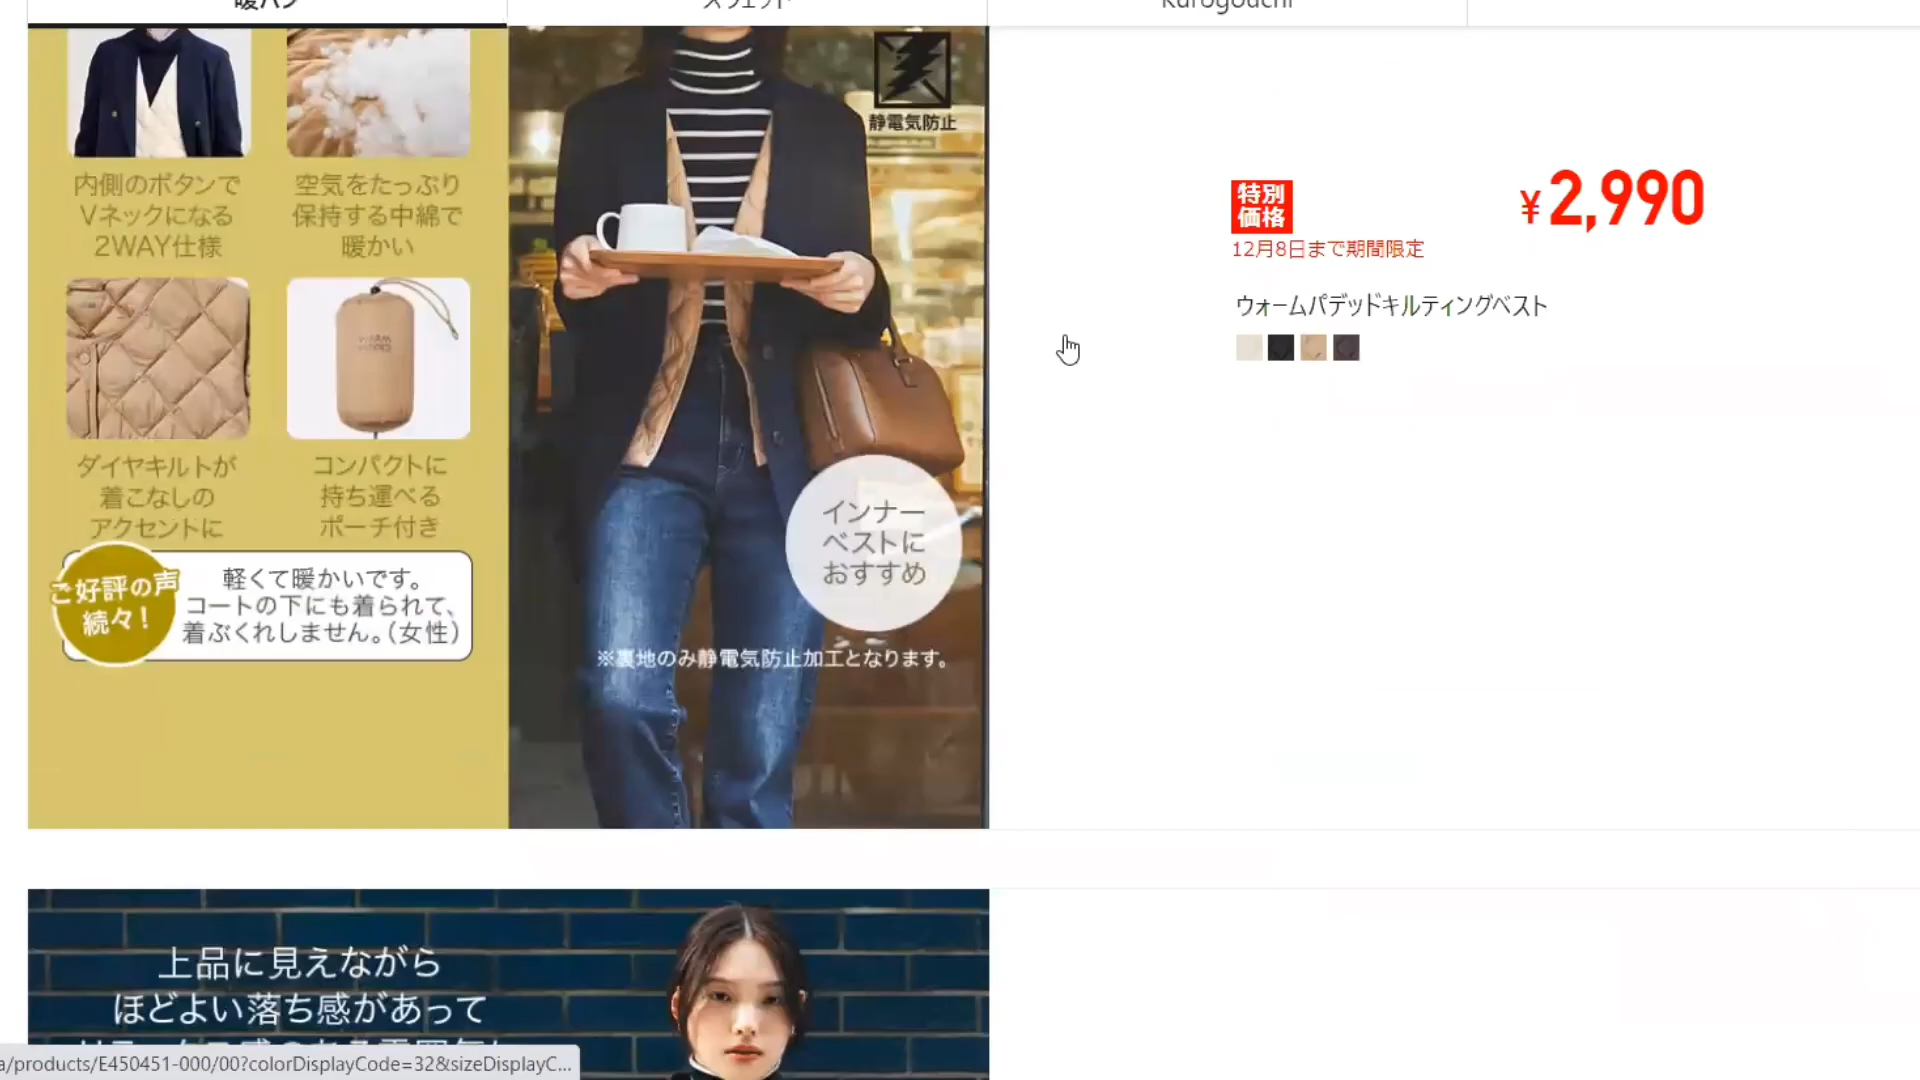 暖パン
スウェット
Kurogouchi
静電気防止
内側のボタンで
Vネックになる
2WAY仕様
空気をたっぷり
保持する中綿で
暖かい
ダイヤキルトが
着こなしの
アクセントに
コンパクトに
持ち運べる
ポーチ付き
ご好評の声
続々!
軽くて暖かいです。
コートの下にも着られて、
着ぶくれしません。(女性)
インナー
ベストに
おすすめ
※裏地のみ静電気防止加工となります。
特別
価格
¥2,990
12月8日まで期間限定
ウォームパデッドキルティングベスト
上品に見えながら
ほどよい落ち感があって
a/products/E450451-000/00?colorDisplayCode=32&sizeDisplayC...